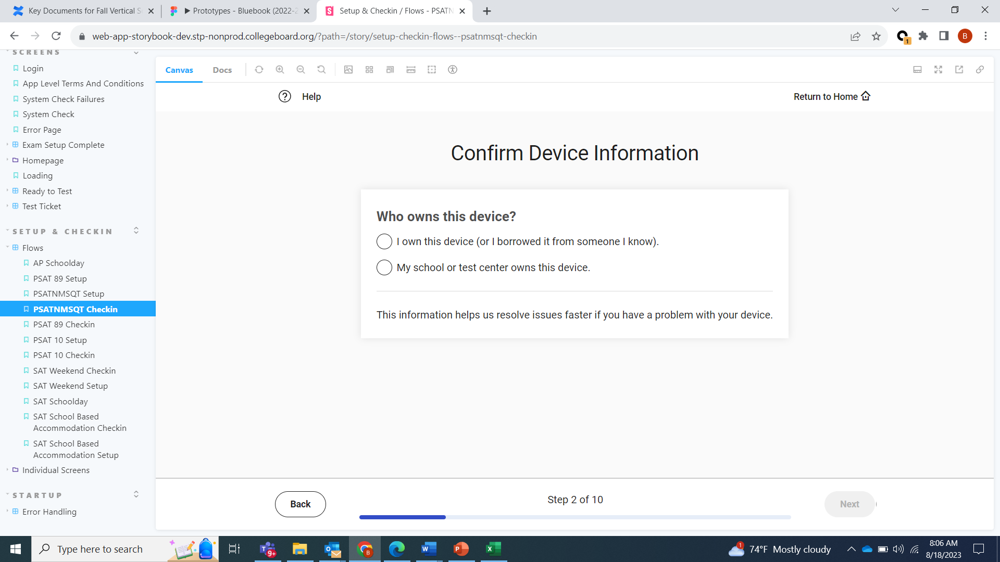 Key Documents for Fall Vertical S
Prototypes - Bluebook (2022-2
Setup & Checkin / Flows - PSATN
web-app-storybook-dev.stp-nonprod.collegeboard.org/?path=/story/setup-checkin-flows--psatnmsqt-checkin
1
B
SCREENS
Login
App Level Terms And Conditions
System Check Failures
System Check
Error Page
Exam Setup Complete
Homepage
Loading
Ready to Test
Test Ticket
SETUP & CHECKIN
Flows
AP Schoolday
PSAT 89 Setup
PSATNMSQT Setup
PSATNMSQT Checkin
PSAT 89 Checkin
PSAT 10 Setup
PSAT 10 Checkin
SAT Weekend Checkin
SAT Weekend Setup
SAT Schoolday
SAT School Based
Accommodation Checkin
SAT School Based
Accommodation Setup
Individual Screens
STARTUP
Error Handling
Canvas
Docs
Help
Return to Home
Confirm Device Information
Who owns this device?
I own this device (or I borrowed it from someone I know).
My school or test center owns this device.
This information helps us resolve issues faster if you have a problem with your device.
Back
Step 2 of 10
Next
Type here to search
9+
1
74°F Mostly cloudy
8:06 AM
8/18/2023